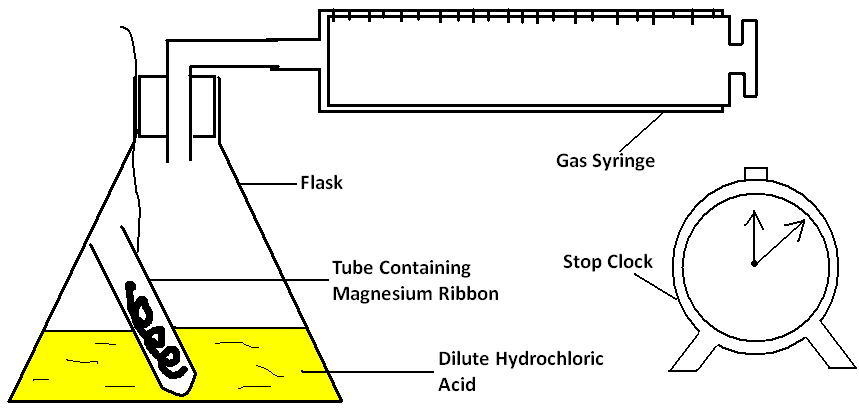 Gas Syringe
Flask
Stop Clock
Tube Containing
Magnesium Ribbon
Dilute Hydrochloric
Acid